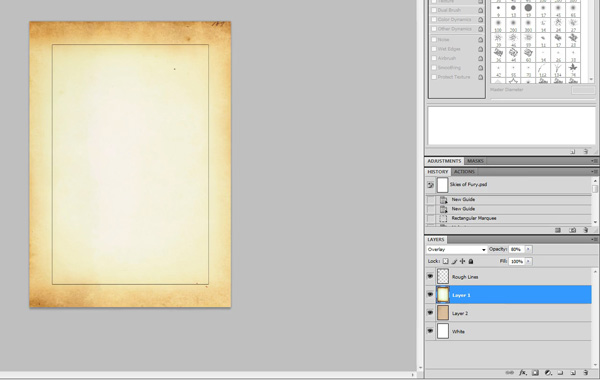 Texture
Dual Brush
Color Dynamics
Other Dynamics
Noise
Wet Edges
Airbrush
Smoothing
Protect Texture
Master Diameter
ADJUSTMENTS MASKS
HISTORY ACTIONS
Skies of Fury.psd
New Guide
New Guide
Rectangular Marquee
LAYERS
Overlay Opacity: 80%
Lock: Fill: 100%
Rough Lines
Layer 1
Layer 2
White